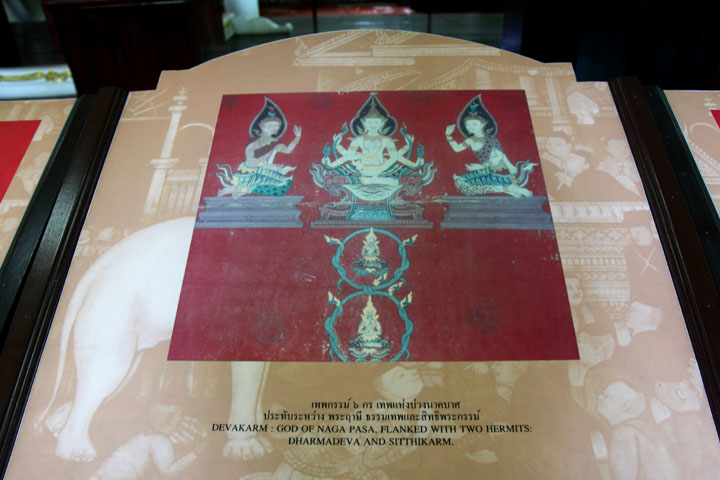 เทพกรรม์ ๖ กร เทพแห่งบ่วงนาคบาศ
ประทับระหว่าง พระฤาษี ธรรมเทพและสิทธิพระกรรม์
DEVAKARM : GOD OF NAGA PASA, FLANKED WITH TWO HERMITS:
DHARMADEVA AND SITTHIKARM.